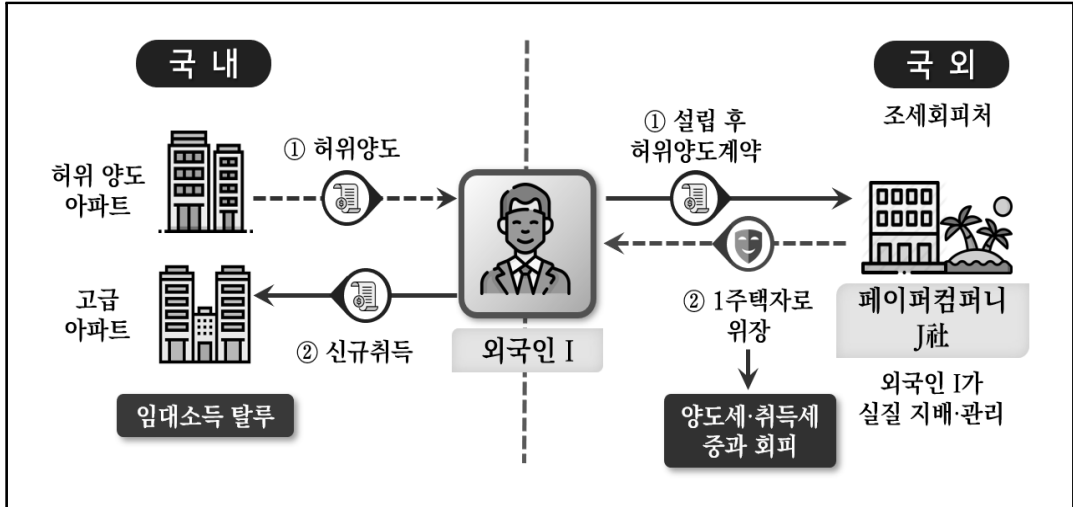 국 내
국 외
조세회피처
허위 양도
아파트
① 허위양도
① 설립 후
허위양도계약
고급
아파트
② 신규취득
외국인 I
② 1주택자로
위장
페이퍼컴퍼니
J社
외국인 I가
실질 지배·관리
임대소득 탈루
양도세·취득세
중과 회피